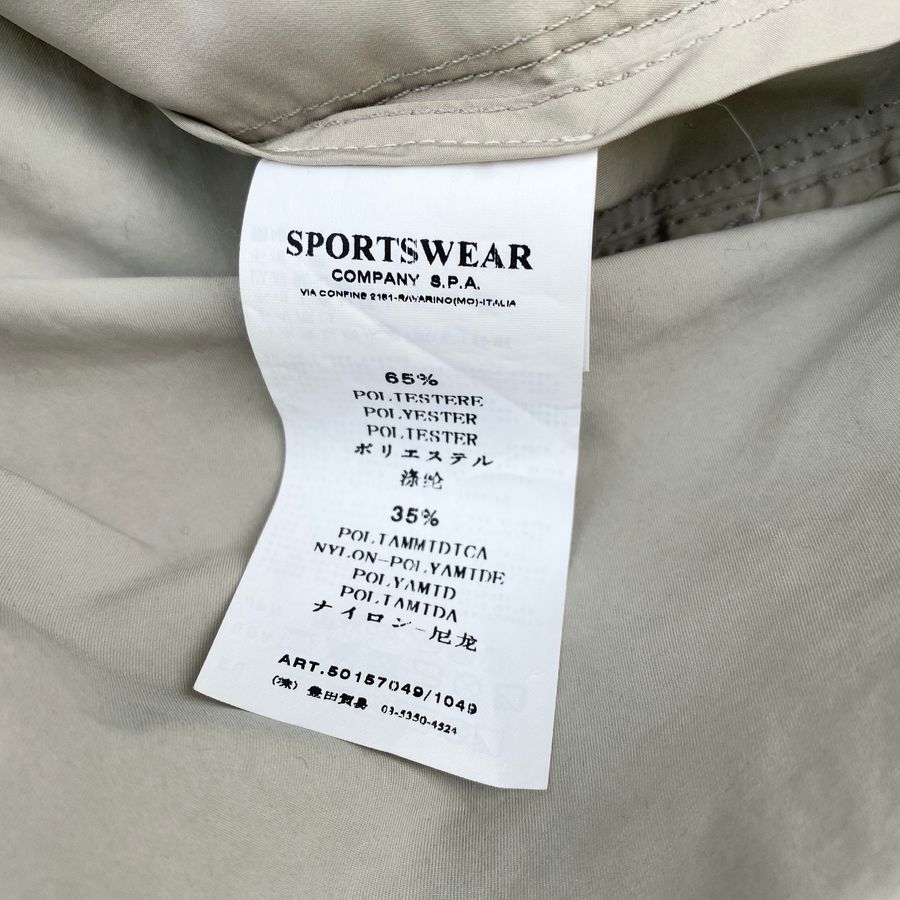 SPORTSWEAR
COMPANY S.P.A.
VIA CONFINE 2161-RAVARINO(MO)-ITALIA
65%
POLIESTERE
POLYESTER
POLIESTER
ポリエステル
涤纶
35%
POLIAMMIDICA
NYLON-POLYAMIDE
POLYAMID
POLIAMIDA
ナイロン-尼龙
ART.50157049/1049
(株) 豊田貿易 03-5350-4524